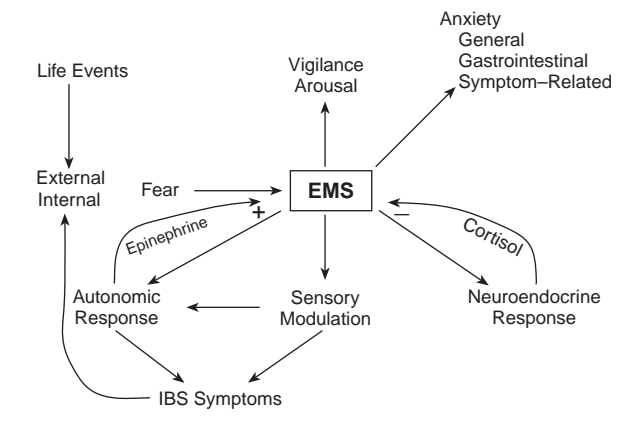 Anxiety
General
Gastrointestinal
Symptom–Related
Life Events
Vigilance
Arousal
External
Internal
Fear
EMS
+
–
Epinephrine
Cortisol
Autonomic
Response
Sensory
Modulation
Neuroendocrine
Response
IBS Symptoms